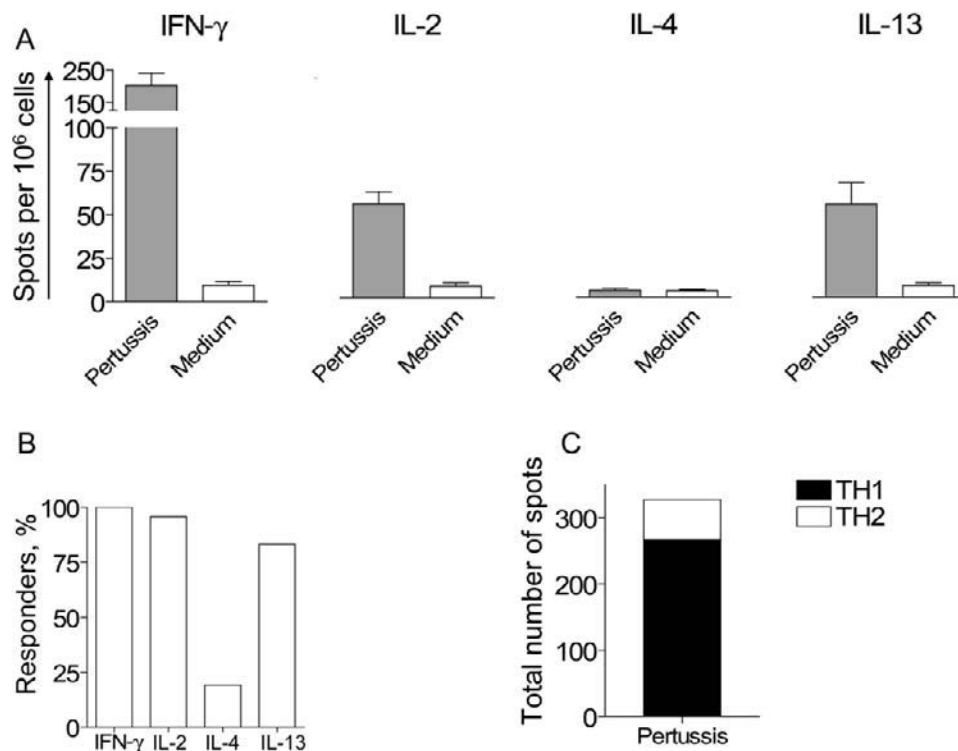 IFN-γ IL-2 IL-4 IL-13
A
Spots per 10⁶ cells
250
150
100
75
50
25
0
Pertussis Medium Pertussis Medium Pertussis Medium Pertussis Medium
B
Responders, %
100
75
50
25
0
IFN-γ IL-2 IL-4 IL-13
C
Total number of spots
300
200
100
0
Pertussis
TH1
TH2